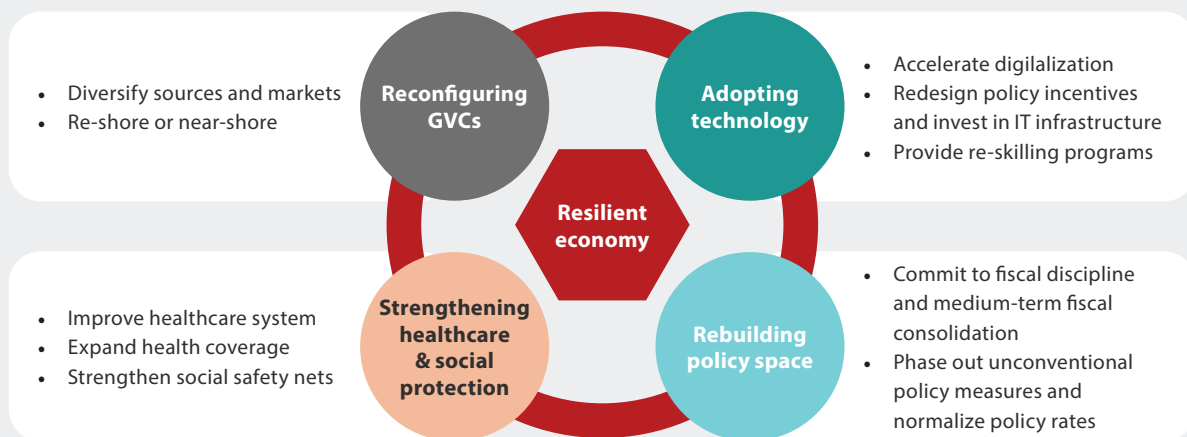 • Diversify sources and markets
• Re-shore or near-shore
Reconfiguring
GVCs
Adopting
technology
• Accelerate digilalization
• Redesign policy incentives
and invest in IT infrastructure
• Provide re-skilling programs
Resilient
economy
• Improve healthcare system
• Expand health coverage
• Strengthen social safety nets
Strengthening
healthcare
& social
protection
Rebuilding
policy space
• Commit to fiscal discipline
and medium-term fiscal
consolidation
• Phase out unconventional
policy measures and
normalize policy rates